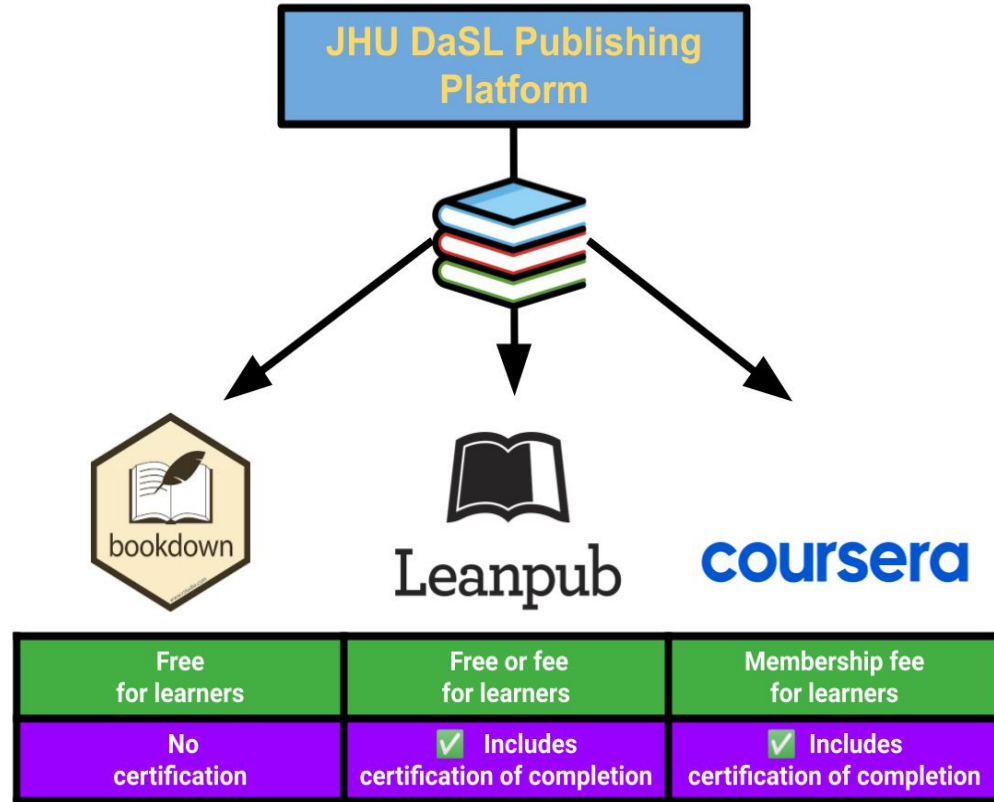 JHU DaSL Publishing
Platform
bookdown
Leanpub
coursera
Free
for learners
Free or fee
for learners
Membership fee
for learners
No
certification
✅ Includes
certification of completion
✅ Includes
certification of completion